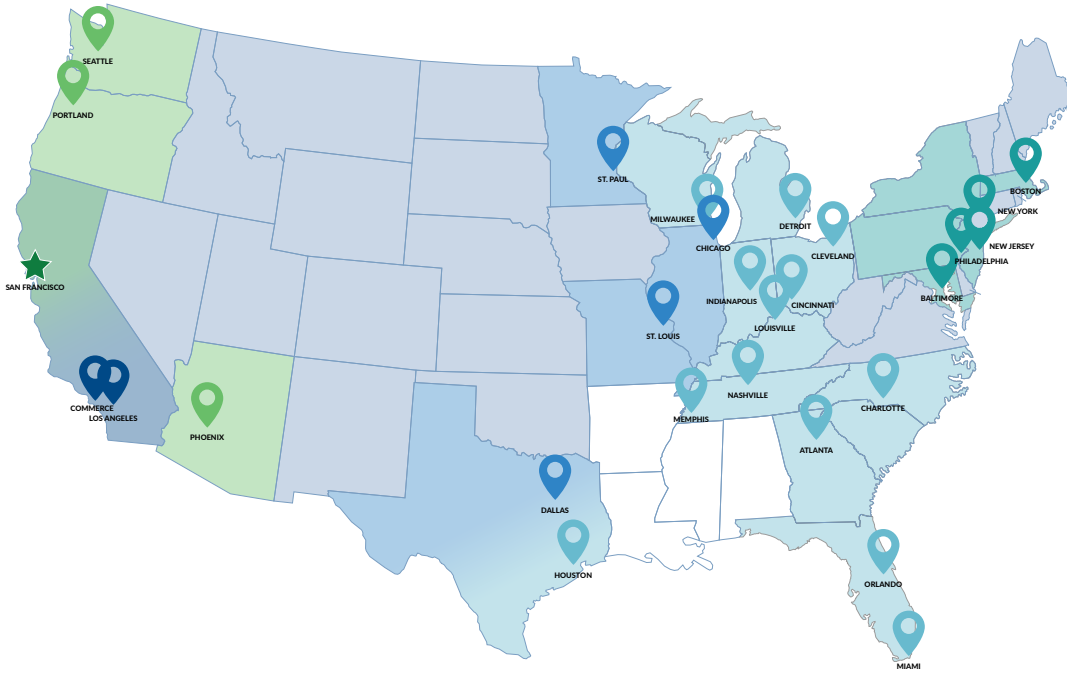 SEATTLE
PORTLAND
ST. PAUL
BOSTON
MILWAUKEE
NEW YORK
DETROIT
CHICAGO
NEW JERSEY
CLEVELAND
PHILADELPHIA
SAN FRANCISCO
BALTIMORE
INDIANAPOLIS
CINCINNATI
LOUISVILLE
ST. LOUIS
NASHVILLE
COMMERCE
CHARLOTTE
LOS ANGELES
MEMPHIS
PHOENIX
ATLANTA
DALLAS
HOUSTON
ORLANDO
MIAMI